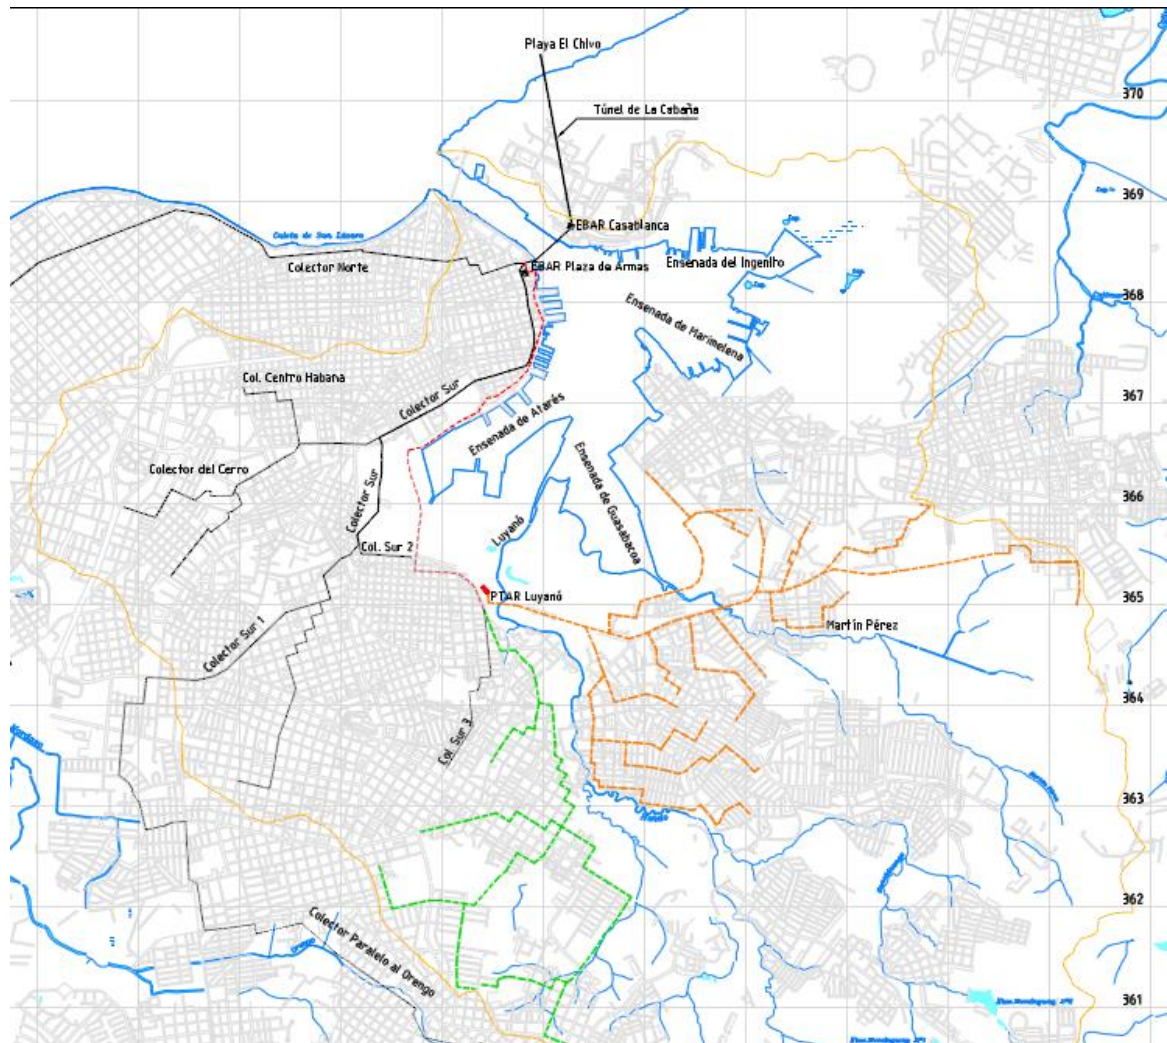 Playa El Chivo
370
Túnel de La Cabaña
369
EBAR Casablanca
Caleta de San Lázaro
Colector Norte
EBAR Plaza de Armas
Ensenada del Ingenito
368
Ensenada de Marimelena
Col. Centro Habana
Colector Sur
367
Ensenada de Atarés
Colector del Cerro
Colector Sur
Ensenada de Guasabacoa
366
Luyanó
Col. Sur 2
PTAR Luyanó
365
Martín Pérez
Colector Sur 1
364
Col. Sur 3
363
362
Colector Paralelo al Orengo
Orengo
361